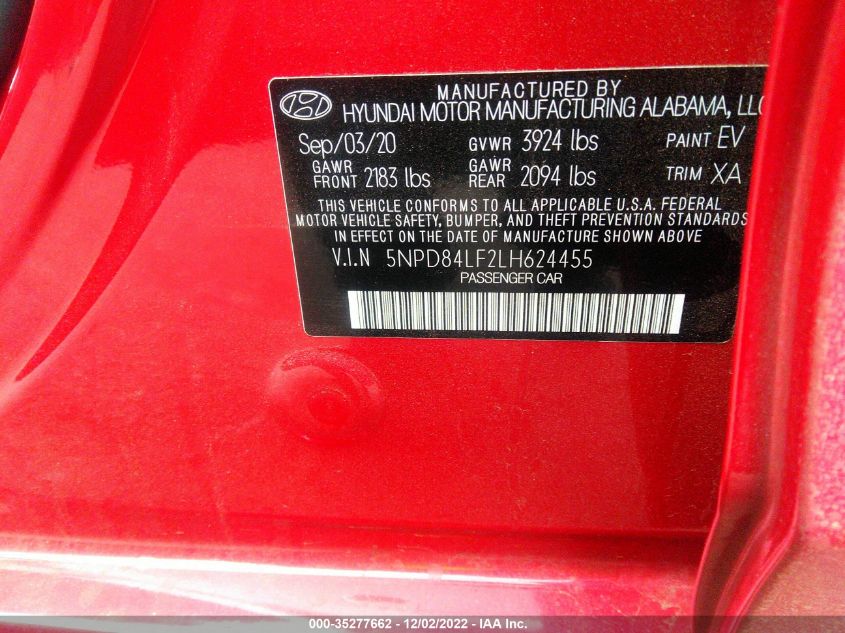 MANUFACTURED BY
HYUNDAI MOTOR MANUFACTURING ALABAMA, LLC
Sep/03/20 GVWR 3924 lbs PAINT EV
GAWR FRONT 2183 lbs GAWR REAR 2094 lbs TRIM XA
THIS VEHICLE CONFORMS TO ALL APPLICABLE U.S.A. FEDERAL
MOTOR VEHICLE SAFETY, BUMPER, AND THEFT PREVENTION STANDARDS
IN EFFECT ON THE DATE OF MANUFACTURE SHOWN ABOVE
V.I.N 5NPD84LF2LH624455
PASSENGER CAR
000-35277662 - 12/02/2022 - IAA Inc.